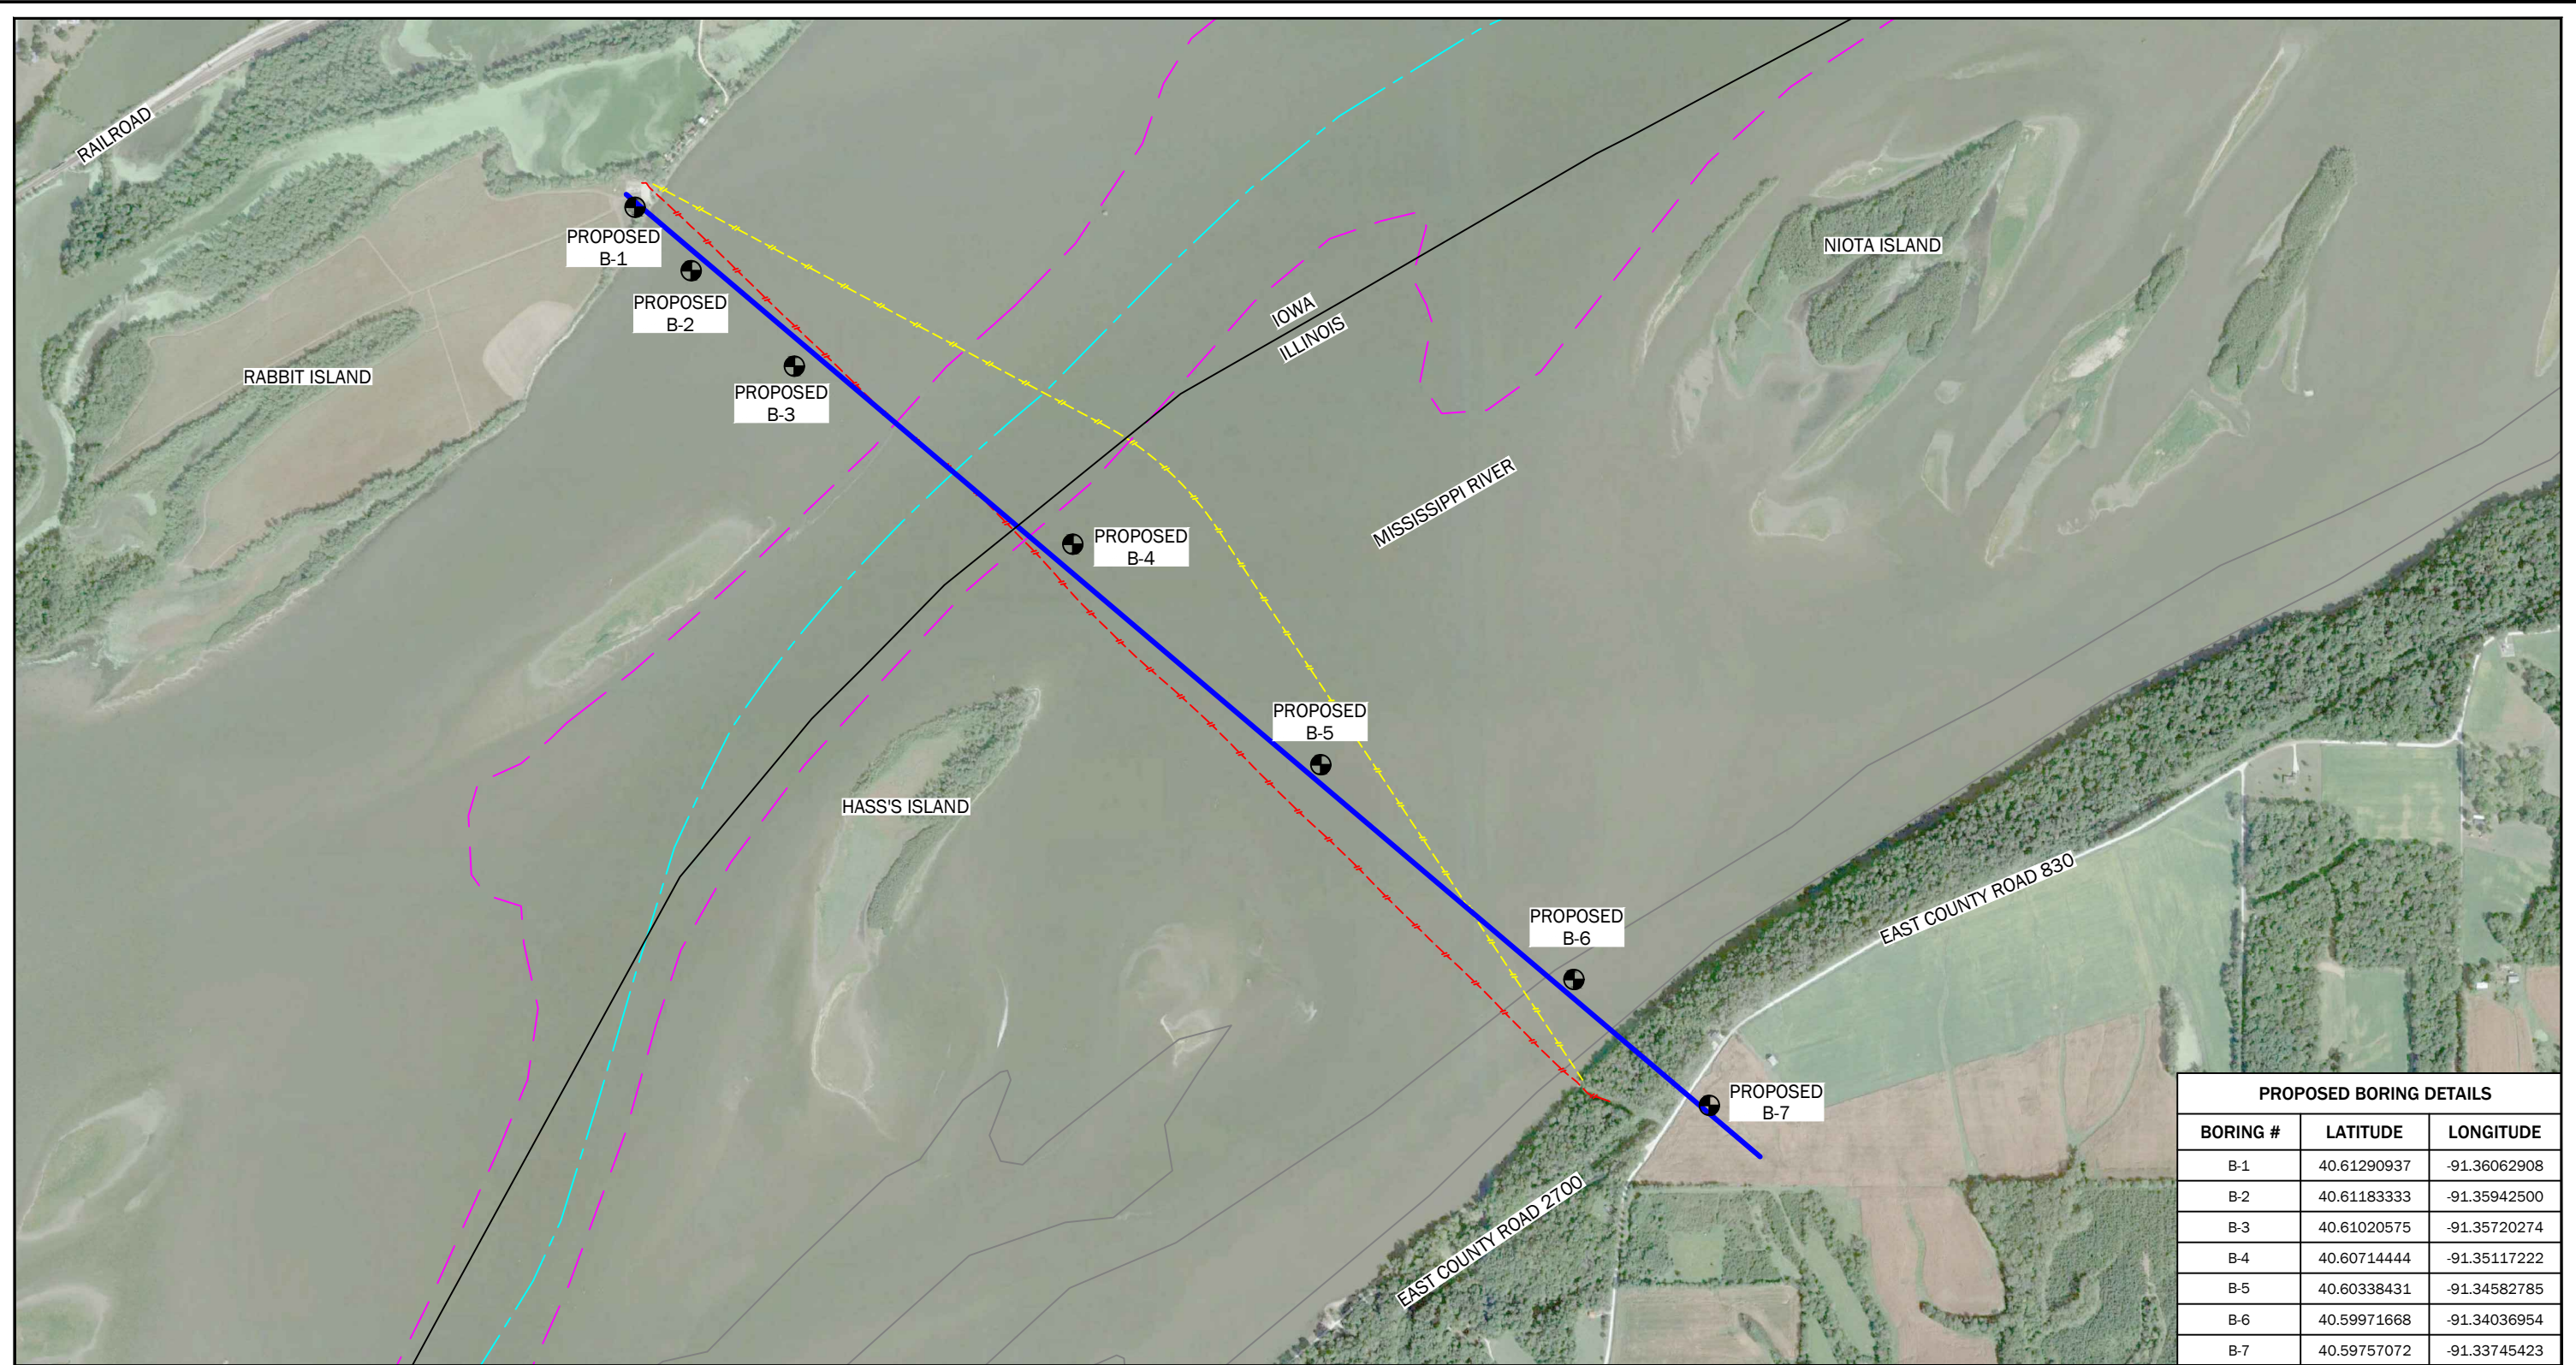 RAILROAD
PROPOSED
B-1
PROPOSED
B-2
NIOTA ISLAND
IOWA
ILLINOIS
RABBIT ISLAND
PROPOSED
B-3
MISSISSIPPI RIVER
PROPOSED
B-4
PROPOSED
B-5
HASS'S ISLAND
EAST COUNTY ROAD 830
PROPOSED
B-6
PROPOSED
B-7
EAST COUNTY ROAD 2700
PROPOSED BORING DETAILS
BORING # LATITUDE LONGITUDE
B-1 40.61290937 -91.36062908
B-2 40.61183333 -91.35942500
B-3 40.61020575 -91.35720274
B-4 40.60714444 -91.35117222
B-5 40.60338431 -91.34582785
B-6 40.59971668 -91.34036954
B-7 40.59757072 -91.33745423